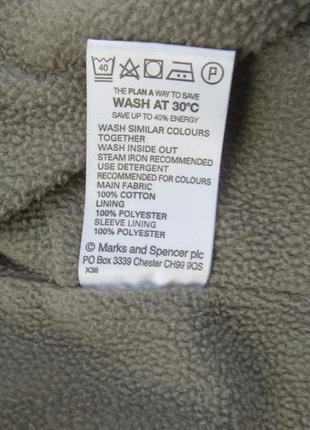 40 P
THE PLAN A WAY TO SAVE
WASH AT 30°C
SAVE UP TO 40% ENERGY
WASH SIMILAR COLOURS
TOGETHER
WASH INSIDE OUT
STEAM IRON RECOMMENDED
USE DETERGENT
RECOMMENDED FOR COLOURS
MAIN FABRIC
100% COTTON
LINING
100% POLYESTER
SLEEVE LINING
100% POLYESTER
© Marks and Spencer plc
PO Box 3339 Chester CH99 9QS
X38